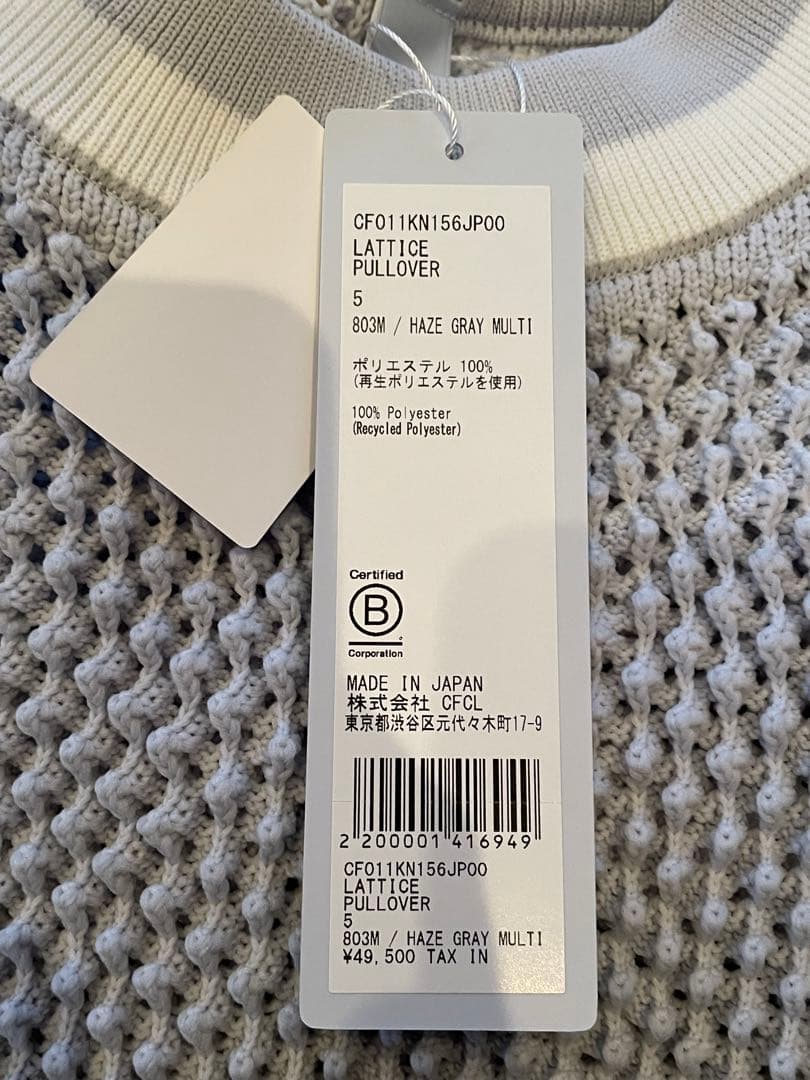 CF011KN156JP00
LATTICE
PULLOVER
5
803M / HAZE GRAY MULTI
ポリエステル 100%
(再生ポリエステルを使用)
100% Polyester
(Recycled Polyester)
Certified
B
Corporation
MADE IN JAPAN
株式会社 CFCL
東京都渋谷区元代々木町17-9
2 200001 416949
CF011KN156JP00
LATTICE
PULLOVER
5
803M / HAZE GRAY MULTI
¥49,500 TAX IN